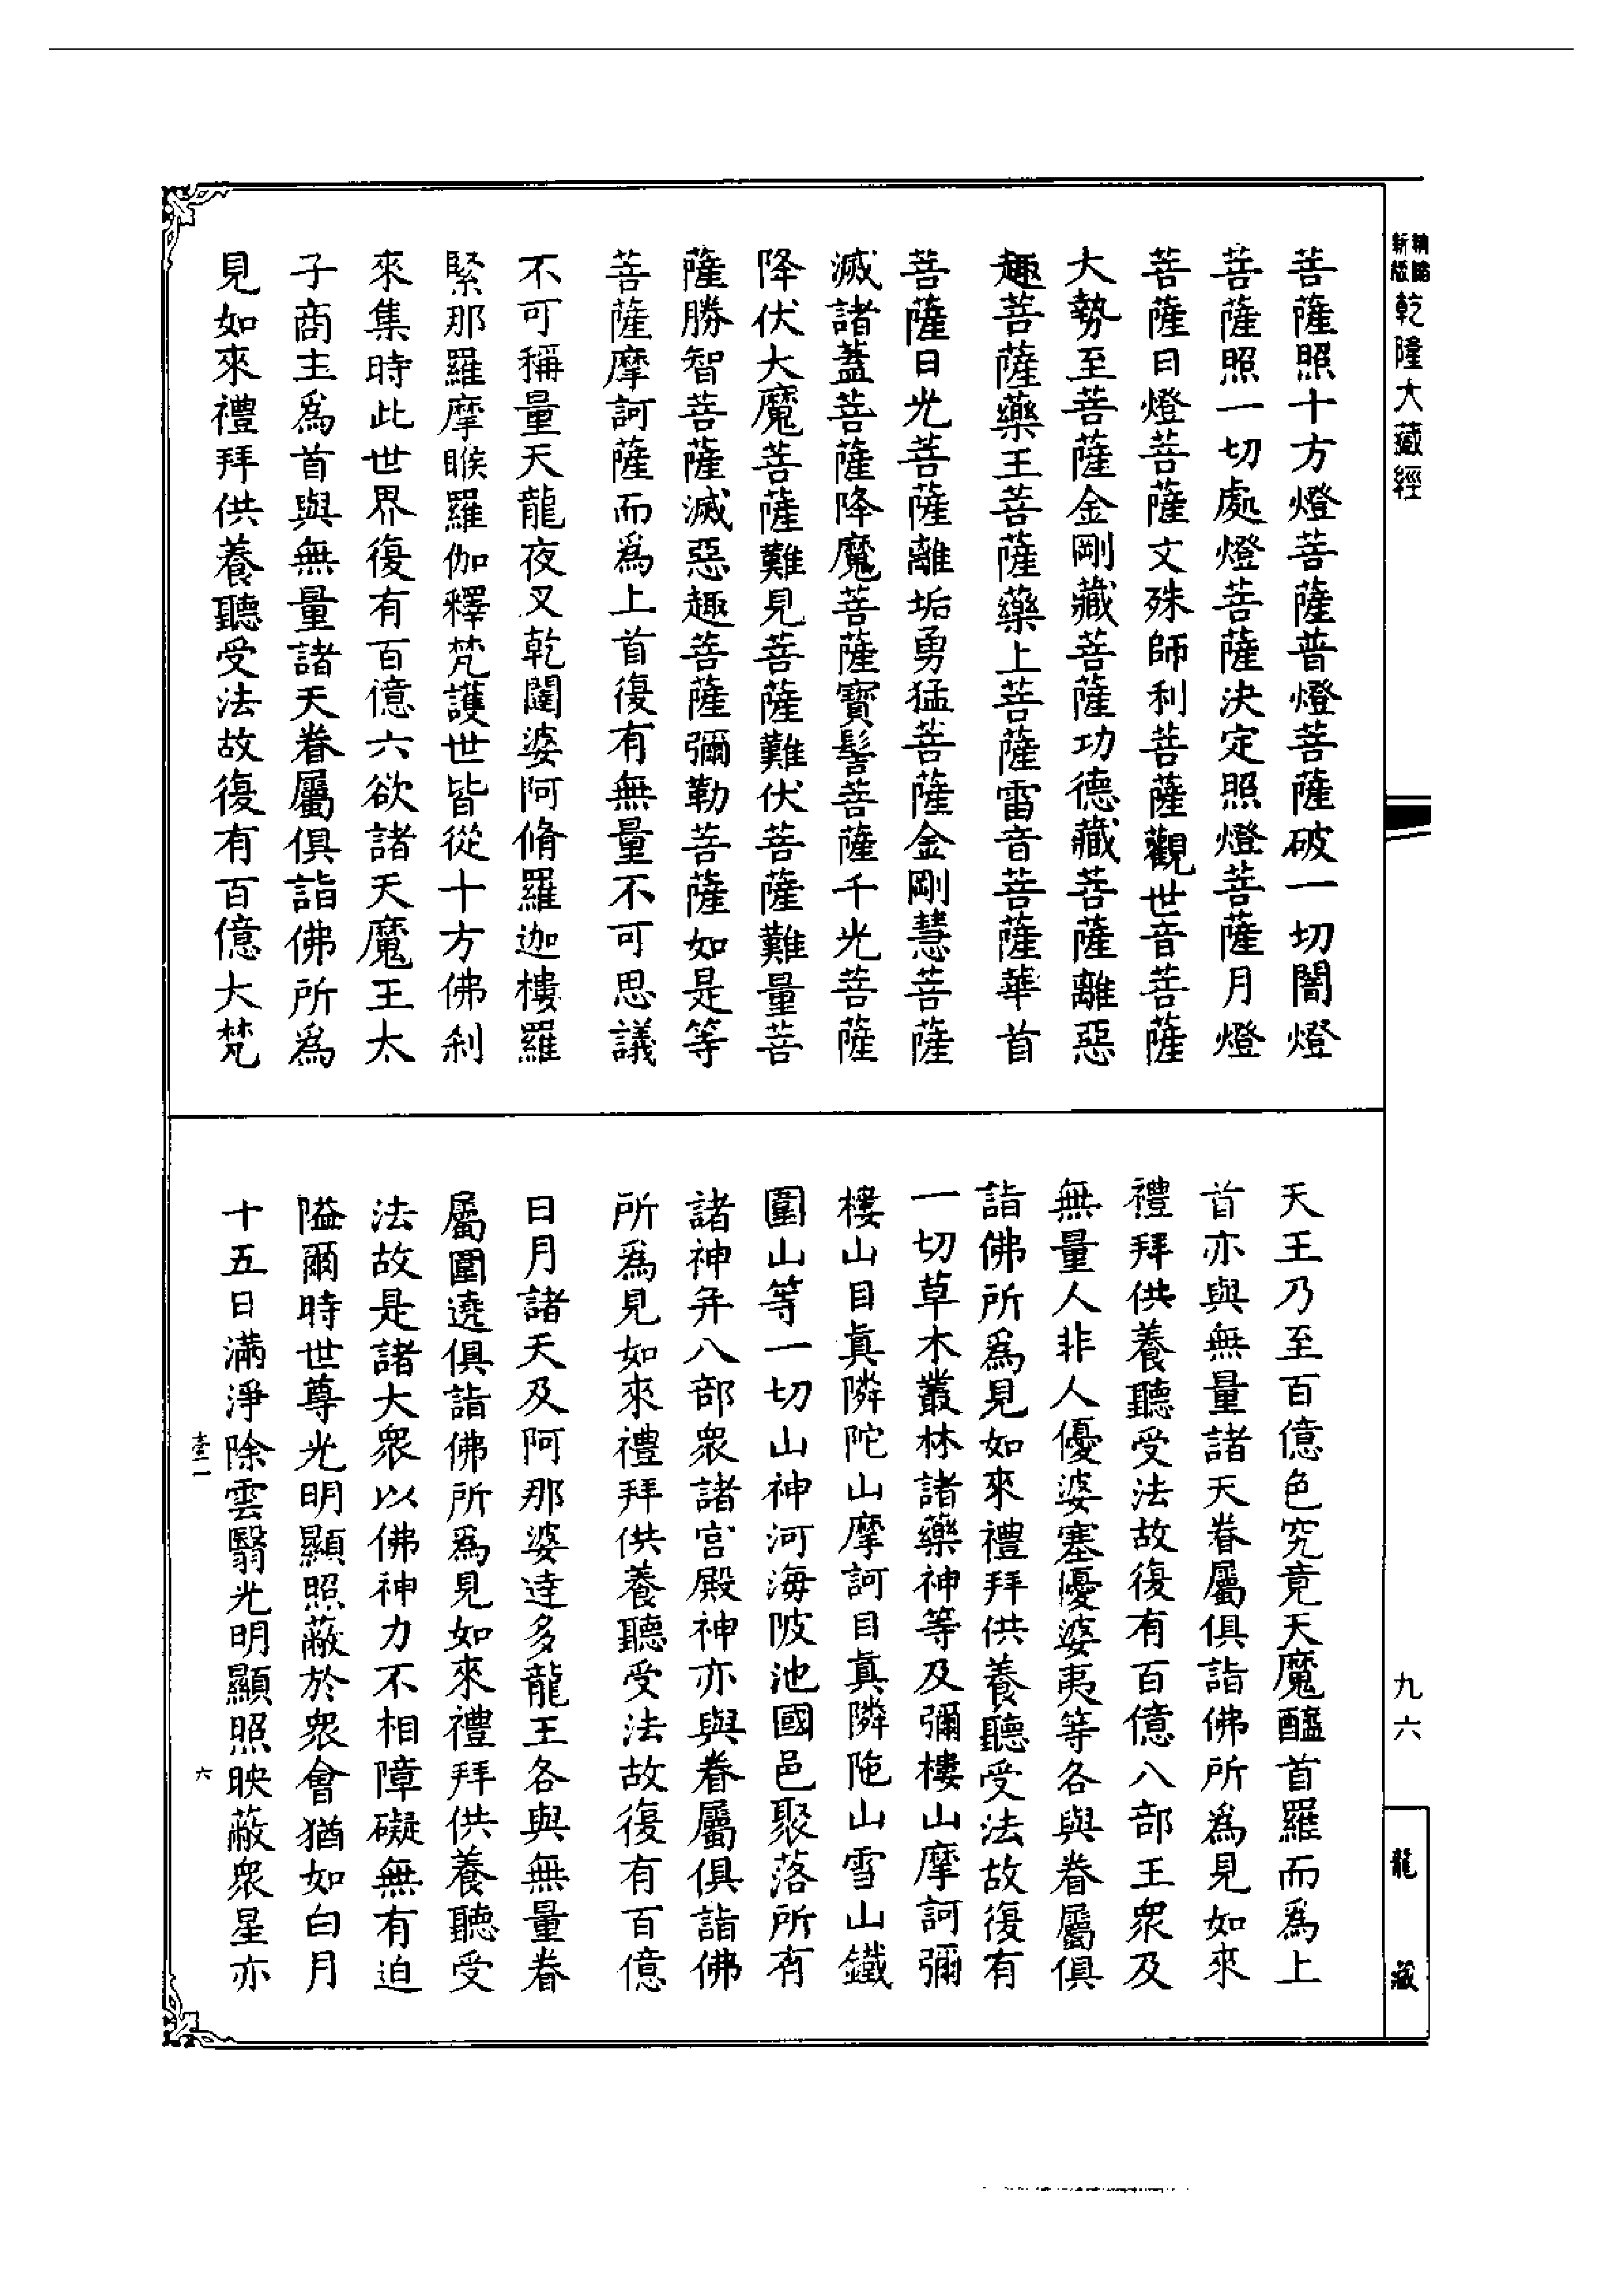 新編縮版乾隆大藏經
菩薩照十方燈菩薩普燈菩薩破一切闇燈
菩薩照一切處燈菩薩決定照燈菩薩月燈
菩薩日燈菩薩文殊師利菩薩觀世音菩薩
大勢至菩薩金剛藏菩薩功德藏菩薩離惡
趣菩薩藥王菩薩藥上菩薩雷音菩薩華首
菩薩日光菩薩離垢勇猛菩薩金剛慧菩薩
滅諸蓋菩薩降魔菩薩寶髻菩薩千光菩薩
降伏大魔菩薩難見菩薩難伏菩薩難量菩
薩勝智菩薩滅惡趣菩薩彌勒菩薩如是等
菩薩摩訶薩而爲上首復有無量不可思議
不可稱量天龍夜叉乾闥婆阿脩羅迦樓羅
緊那羅摩睺羅伽釋梵護世皆從十方佛刹
來集時此世界復有百億六欲諸天魔王太
子商主爲首與無量諸天眷屬俱詣佛所爲
見如來禮拜供養聽受法故復有百億大梵
天王乃至百億色究竟天魔醯首羅而爲上
首亦與無量諸天眷屬俱詣佛所爲見如來
禮拜供養聽受法故復有百億八部王衆及
無量人非人優婆塞優婆夷等各與眷屬俱
詣佛所爲見如來禮拜供養聽受法故復有
一切草木叢林諸藥神等及彌樓山摩訶彌
樓山目眞隣陀山摩訶目眞隣陁山雪山鐵
圍山等一切山神河海陂池國邑聚落所有
諸神并八部衆諸宮殿神亦與眷屬俱詣佛
所爲見如來禮拜供養聽受法故復有百億
日月諸天及阿那婆達多龍王各與無量眷
屬圍遶俱詣佛所爲見如來禮拜供養聽受
法故是諸大衆以佛神力不相障礙無有迫
隘爾時世尊光明顯照蔽於衆會猶如白月
十五日滿淨除雲翳光明顯照映蔽衆星亦
九六
龍藏
六